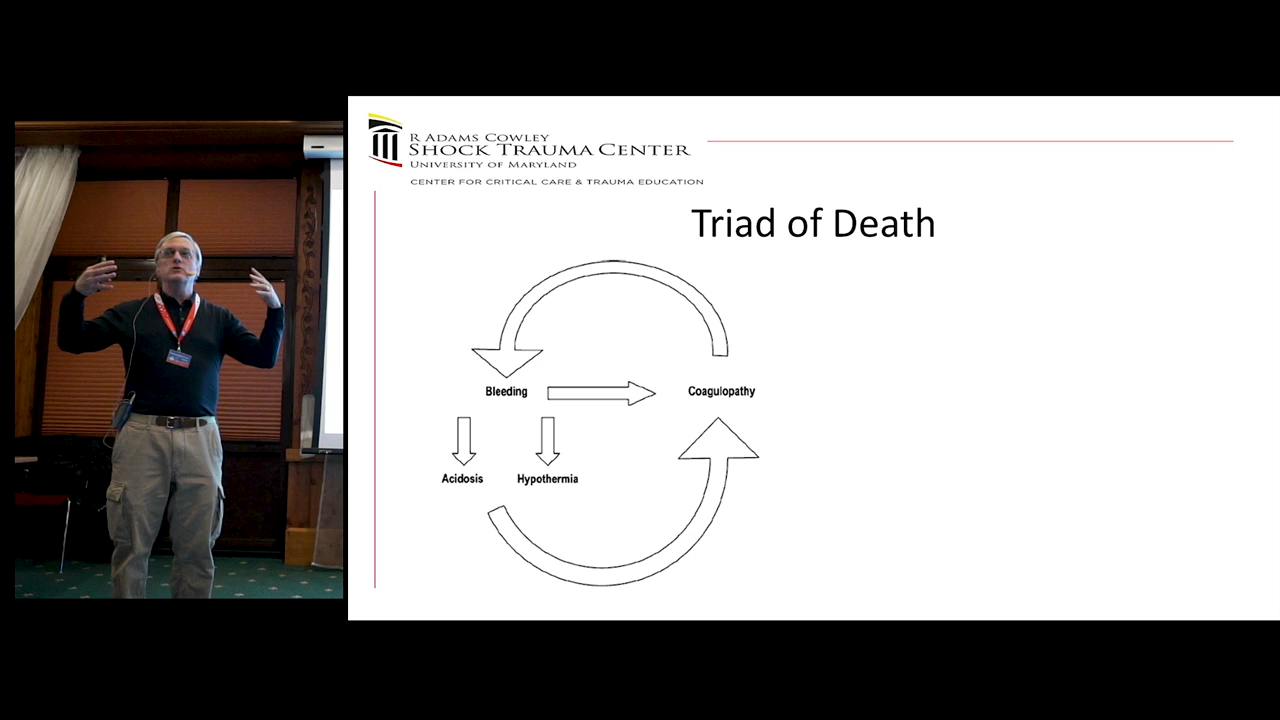 R ADAMS COWLEY
SHOCK TRAUMA CENTER
UNIVERSITY OF MARYLAND
CENTER FOR CRITICAL CARE & TRAUMA EDUCATION
Triad of Death
Bleeding
Coagulopathy
Acidosis
Hypothermia